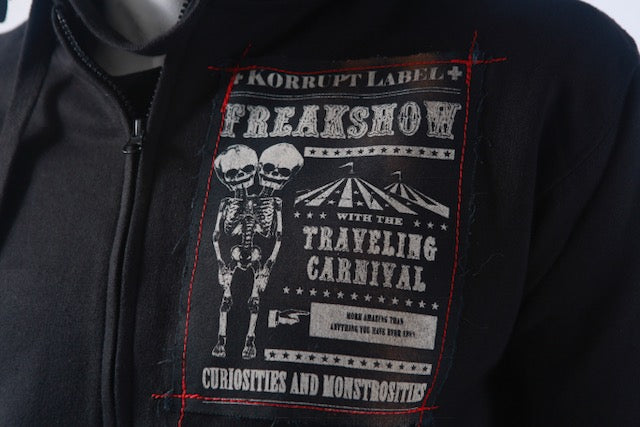 KORRUPT LABEL
FREAKSHOW
WITH THE
TRAVELING
CARNIVAL
MORE AMAZING THAN
ANYTHING YOU HAVE EVER SEEN
CURIOSITIES AND MONSTROSITIES